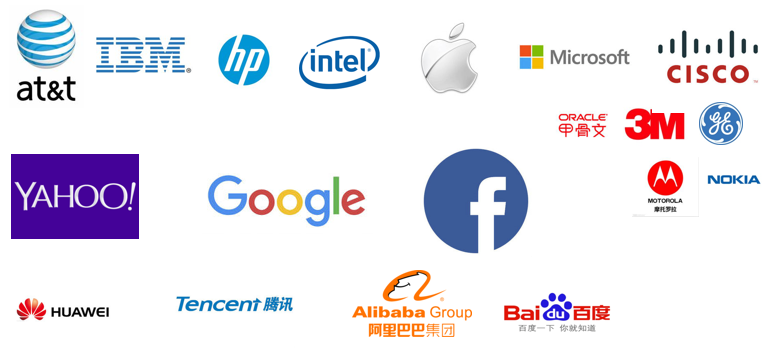 at&t
IBM®
hp
intel
Microsoft
CISCO
ORACLE
甲骨文
3M
GE
YAHOO!
Google
f
MOTOROLA
摩托罗拉
NOKIA
HUAWEI
Tencent 腾讯
Alibaba Group
阿里巴巴集团
Bai du 百度
百度一下 你就知道